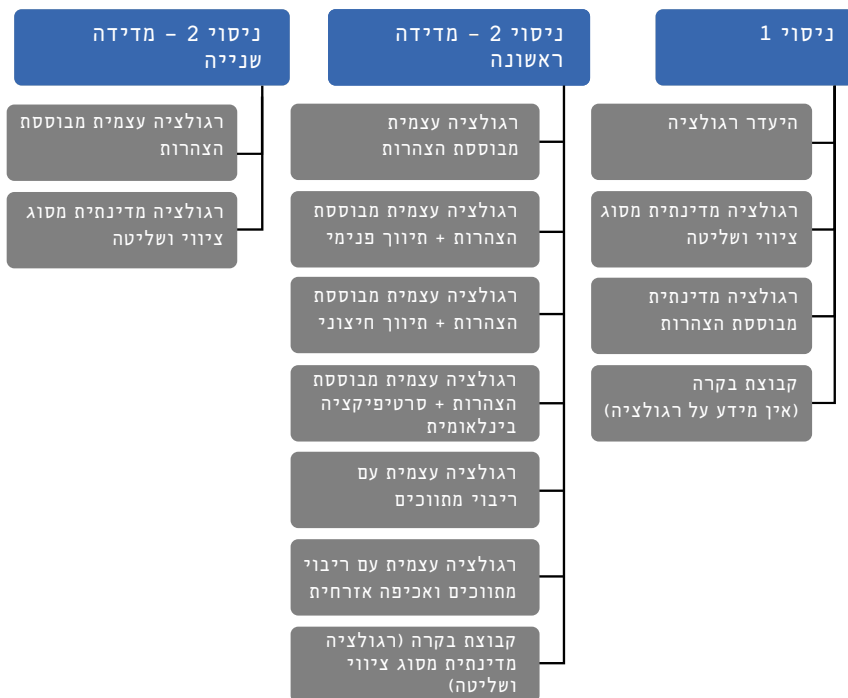 ניסוי 1
היעדר רגולציה
רגולציה מדינתית מסוג
ציווי ושליטה
רגולציה מדינתית
מבוססת הצהרות
קבוצת בקרה
(אין מידע על רגולציה)
ניסוי 2 – מדידה
ראשונה
רגולציה עצמית
מבוססת הצהרות
רגולציה עצמית מבוססת
הצהרות + תיווך פנימי
רגולציה עצמית מבוססת
הצהרות + תיווך חיצוני
רגולציה עצמית מבוססת
הצהרות + סרטיפיקציה
בינלאומית
רגולציה עצמית עם
ריבוי מתווכים
רגולציה עצמית עם ריבוי
מתווכים ואכיפה אזרחית
קבוצת בקרה (רגולציה
מדינתית מסוג ציווי
ושליטה)
ניסוי 2 – מדידה
שנייה
רגולציה עצמית מבוססת
הצהרות
רגולציה מדינתית מסוג
ציווי ושליטה